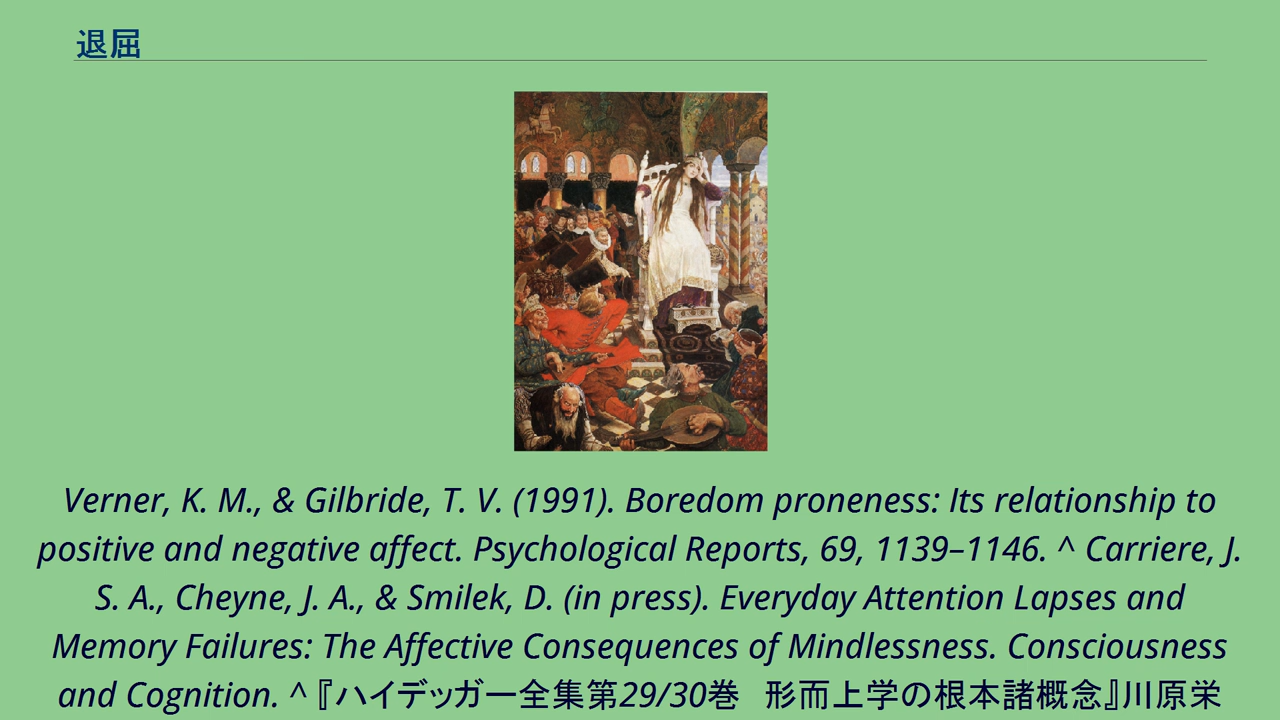 退屈
Verner, K. M., & Gilbride, T. V. (1991). Boredom proneness: Its relationship to
positive and negative affect. Psychological Reports, 69, 1139–1146. ^ Carriere, J.
S. A., Cheyne, J. A., & Smilek, D. (in press). Everyday Attention Lapses and
Memory Failures: The Affective Consequences of Mindlessness. Consciousness
and Cognition. ^ 『ハイデッガー全集第29/30巻　形而上学の根本諸概念』川原栄